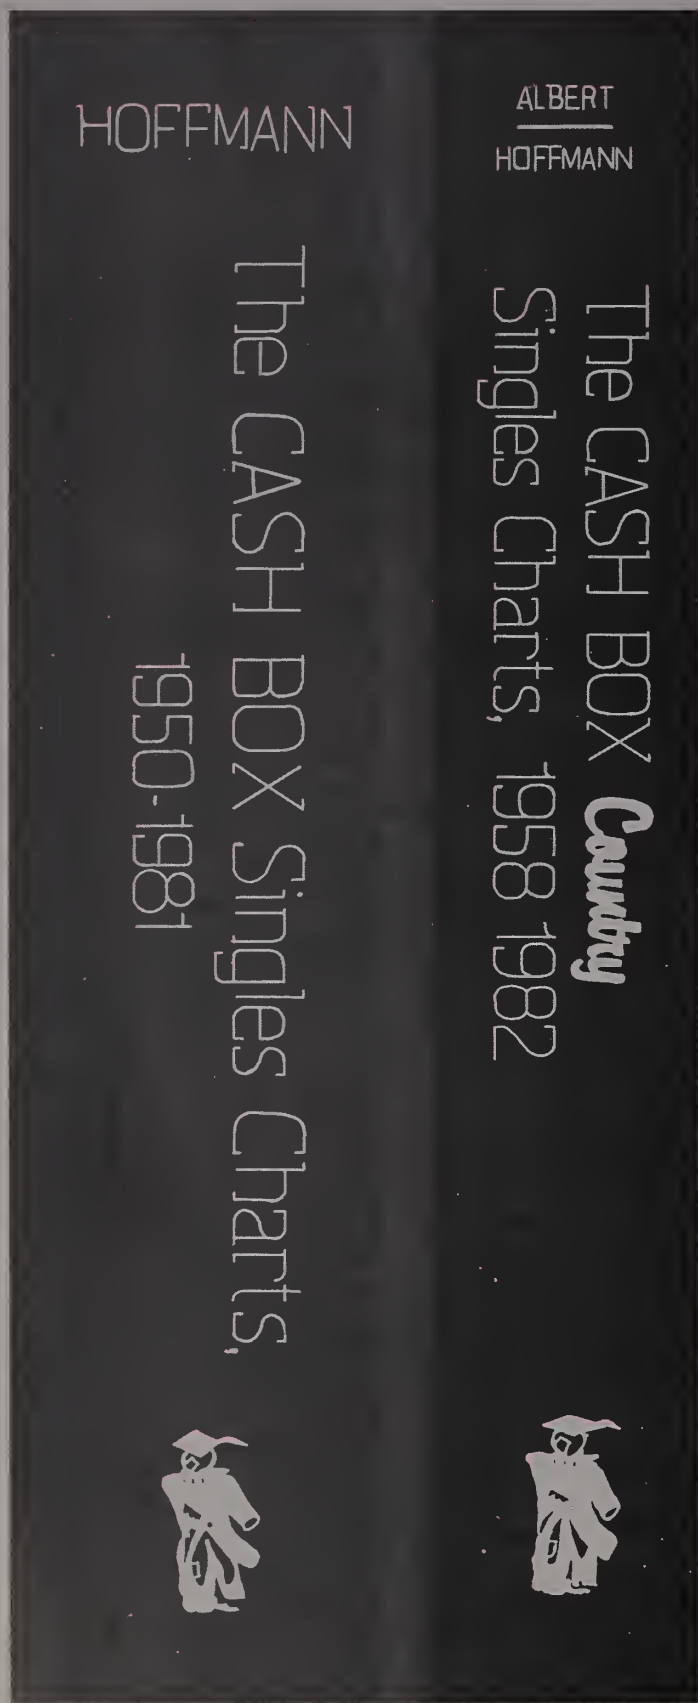 HOFFMANN
The CASH BOX Singles Charts,
1950-1981
ALBERT
HOFFMANN
The CASH BOX Country
Singles Charts, 1958 1982